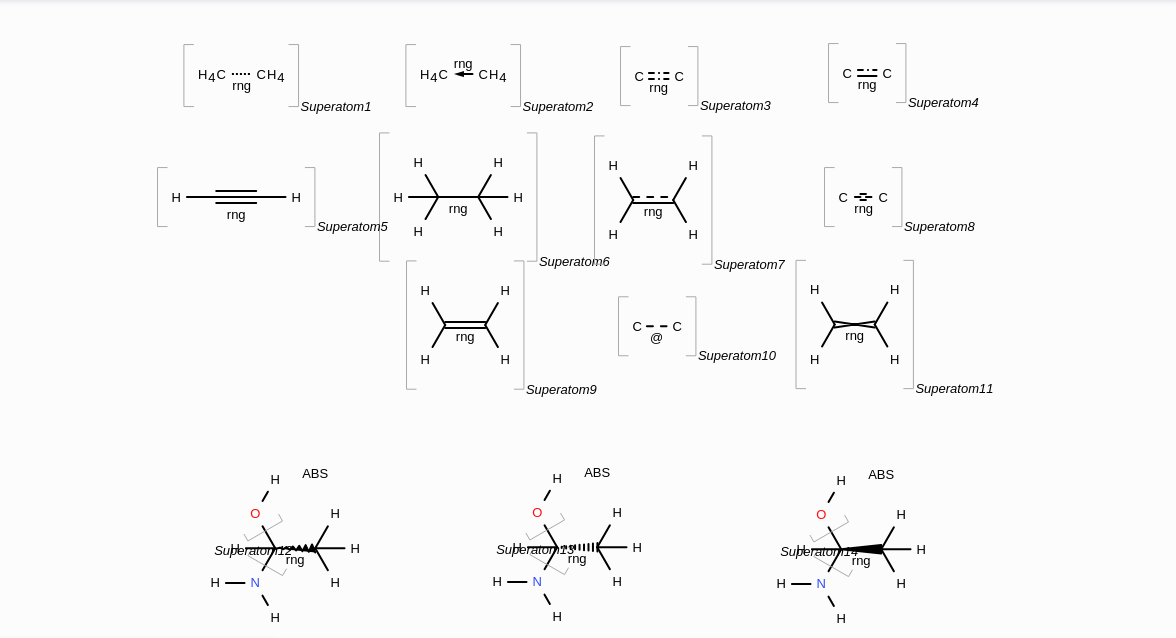 H4C CH4
rng
Superatom1
rng
H4C CH4
Superatom2
C C
rng
Superatom3
C C
rng
Superatom4
H H
rng
Superatom5
H H
H H
rng
H H
Superatom6
H H
rng
H H
Superatom7
C C
rng
Superatom8
H H
rng
H H
Superatom9
C C
@
Superatom10
H H
rng
H H
Superatom11
ABS
H
O H
H H
Superatom12
rng
H N H
H
ABS
H
O H
H H
Superatom13
rng
H N H
H
ABS
H
O H
H H
Superatom14
rng
H N H
H